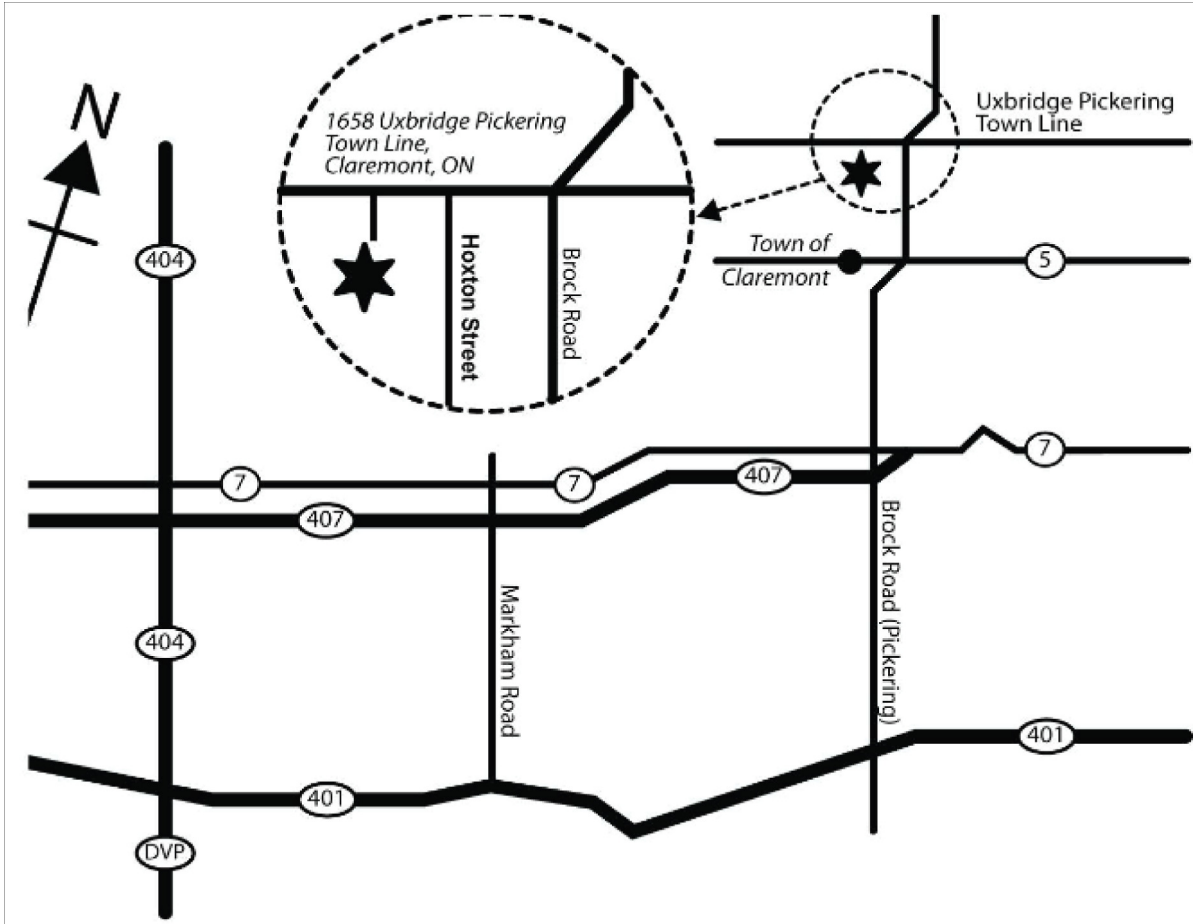 N
1658 Uxbridge Pickering
Town Line,
Claremont, ON
Uxbridge Pickering
Town Line
404
Hoxton Street
Brock Road
Town of
Claremont
5
7
7
7
407
407
Markham Road
Brock Road (Pickering)
404
401
401
DVP